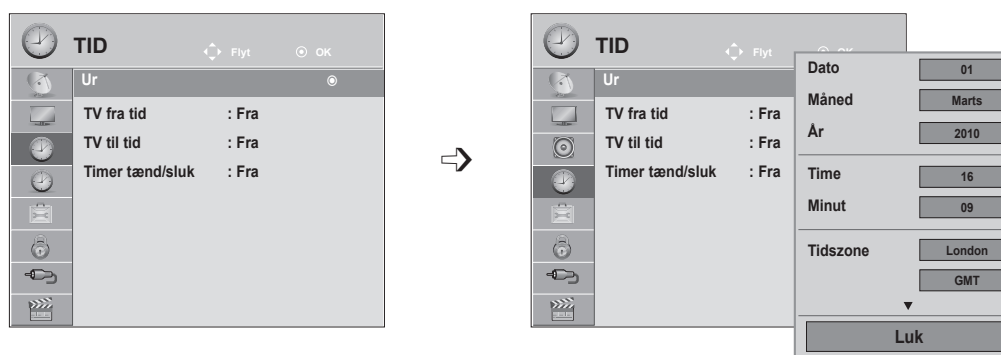 TID
Flyt
OK
Ur
TV fra tid : Fra
TV til tid : Fra
Timer tænd/sluk : Fra
TID
Flyt
OK
Ur
TV fra tid : Fra
TV til tid : Fra
Timer tænd/sluk : Fra
Dato 01
Måned Marts
År 2010
Time 16
Minut 09
Tidszone London
GMT
Luk